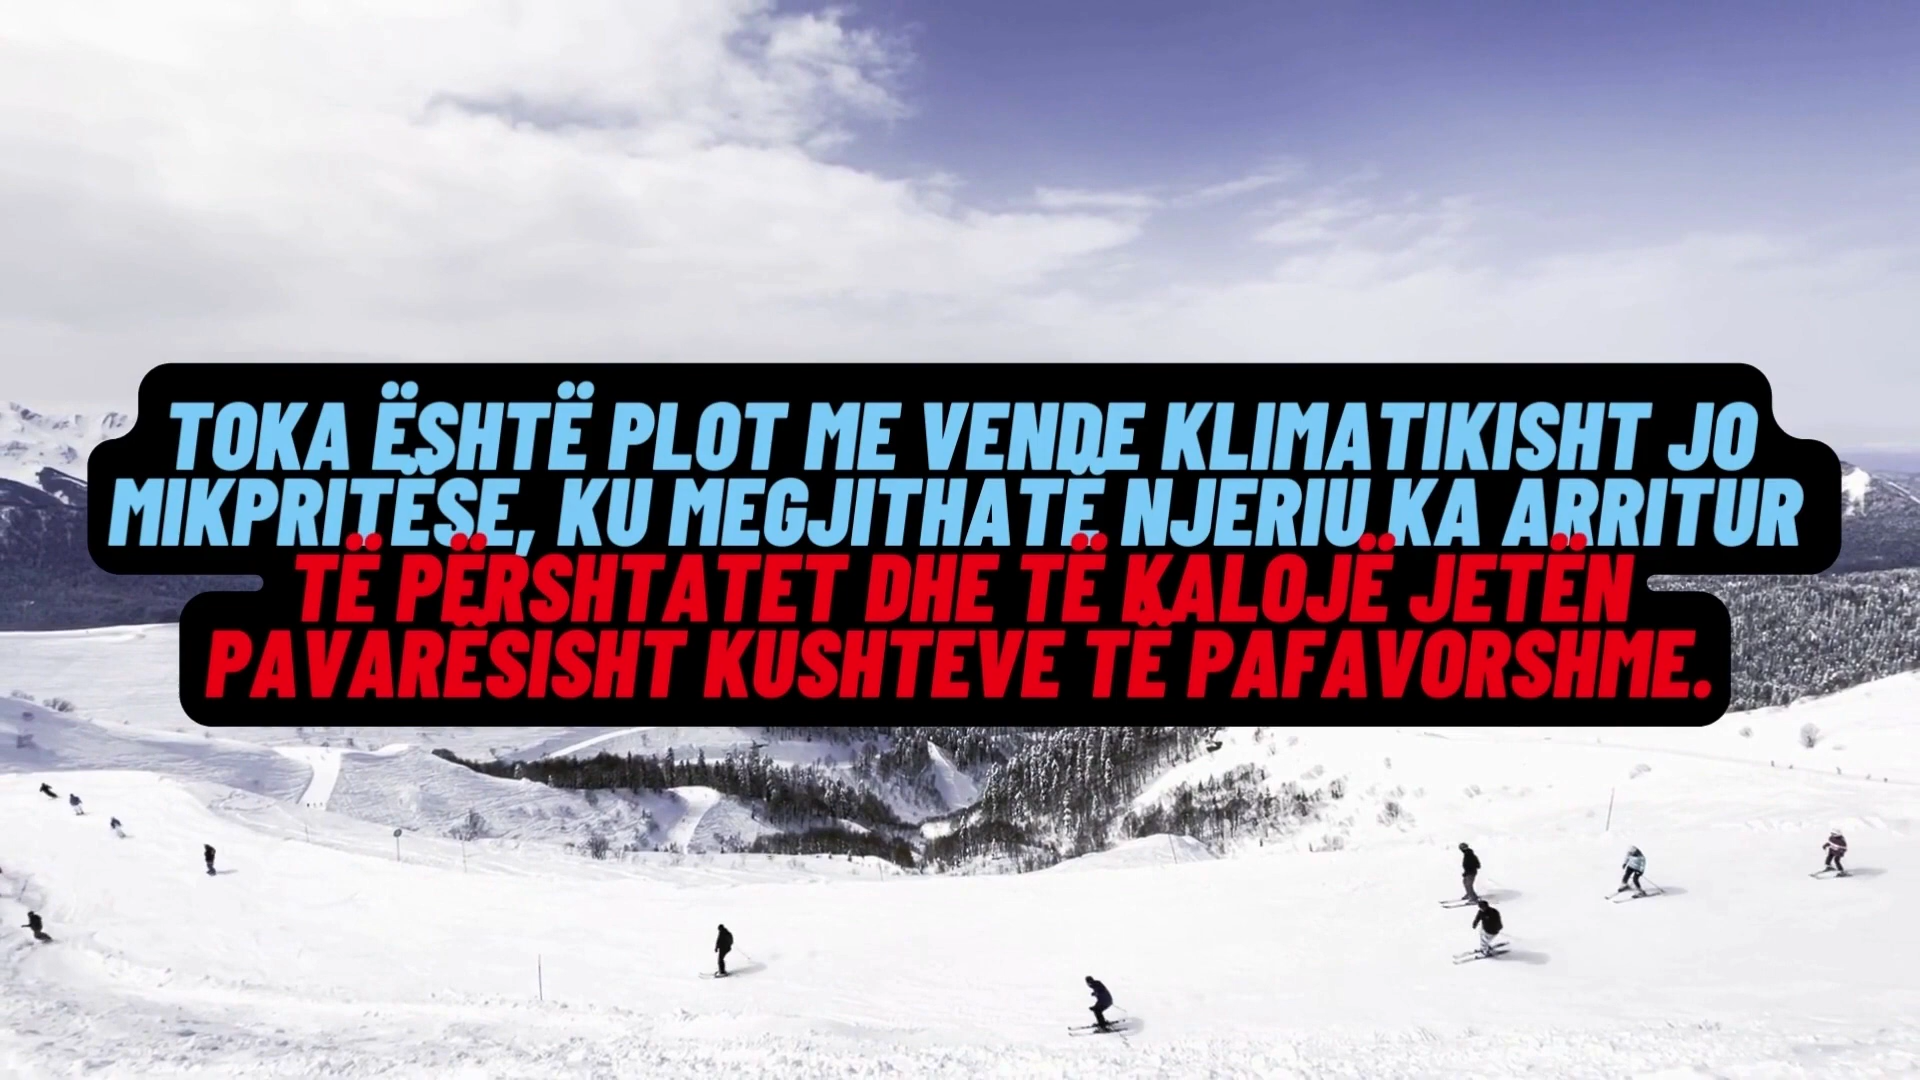 TOKA ËSHTË PLOT ME VENDE KLIMATIKISHT JO
MIKPRITËSE, KU MEGJITHATË NJERIU KA ARRITUR
TË PËRSHTATET DHE TË KALOJË JETËN
PAVARËSISHT KUSHTEVE TË PAFAVORSHME.